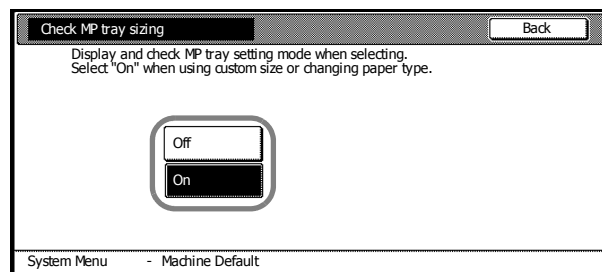 Check MP tray sizing
Back
Display and check MP tray setting mode when selecting.
Select "On" when using custom size or changing paper type.
Off
On
System Menu - Machine Default